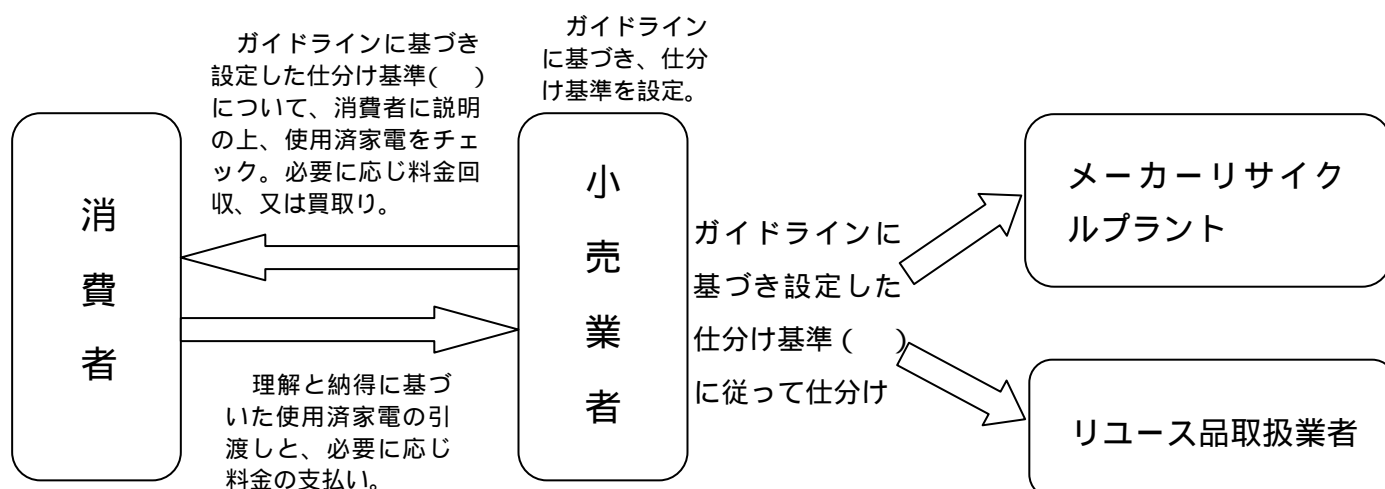 ガイドラインに基づき
設定した仕分け基準(　)
について、消費者に説明
の上、使用済家電をチェ
ック。必要に応じ料金回
収、又は買取り。
ガイドライン
に基づき、仕分
け基準を設定。
消
費
者
小
売
業
者
理解と納得に基づ
いた使用済家電の引
渡しと、必要に応じ
料金の支払い。
ガイドラインに
基づき設定した
仕分け基準(　)
に従って仕分け
メーカーリサイク
ルプラント
リユース品取扱業者